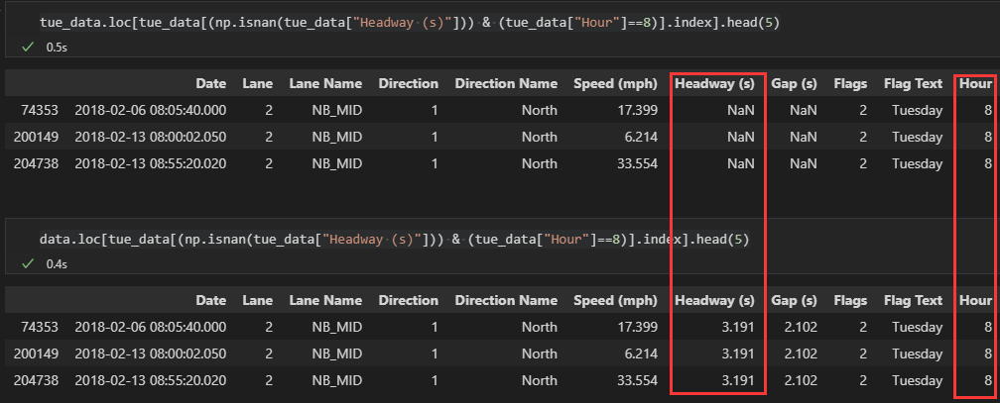 tue_data.loc[tue_data[(np.isnan(tue_data["Headway (s)"])) & (tue_data["Hour"]==8)].index].head(5)
✓ 0.5s
Date Lane Lane Name Direction Direction Name Speed (mph) Headway (s) Gap (s) Flags Flag Text Hour
74353 2018-02-06 08:05:40.000 2 NB_MID 1 North 17.399 NaN NaN 2 Tuesday 8
200149 2018-02-13 08:00:02.050 2 NB_MID 1 North 6.214 NaN NaN 2 Tuesday 8
204738 2018-02-13 08:55:20.020 2 NB_MID 1 North 33.554 NaN NaN 2 Tuesday 8
data.loc[tue_data[(np.isnan(tue_data["Headway (s)"])) & (tue_data["Hour"]==8)].index].head(5)
✓ 0.4s
Date Lane Lane Name Direction Direction Name Speed (mph) Headway (s) Gap (s) Flags Flag Text Hour
74353 2018-02-06 08:05:40.000 2 NB_MID 1 North 17.399 3.191 2.102 2 Tuesday 8
200149 2018-02-13 08:00:02.050 2 NB_MID 1 North 6.214 3.191 2.102 2 Tuesday 8
204738 2018-02-13 08:55:20.020 2 NB_MID 1 North 33.554 3.191 2.102 2 Tuesday 8